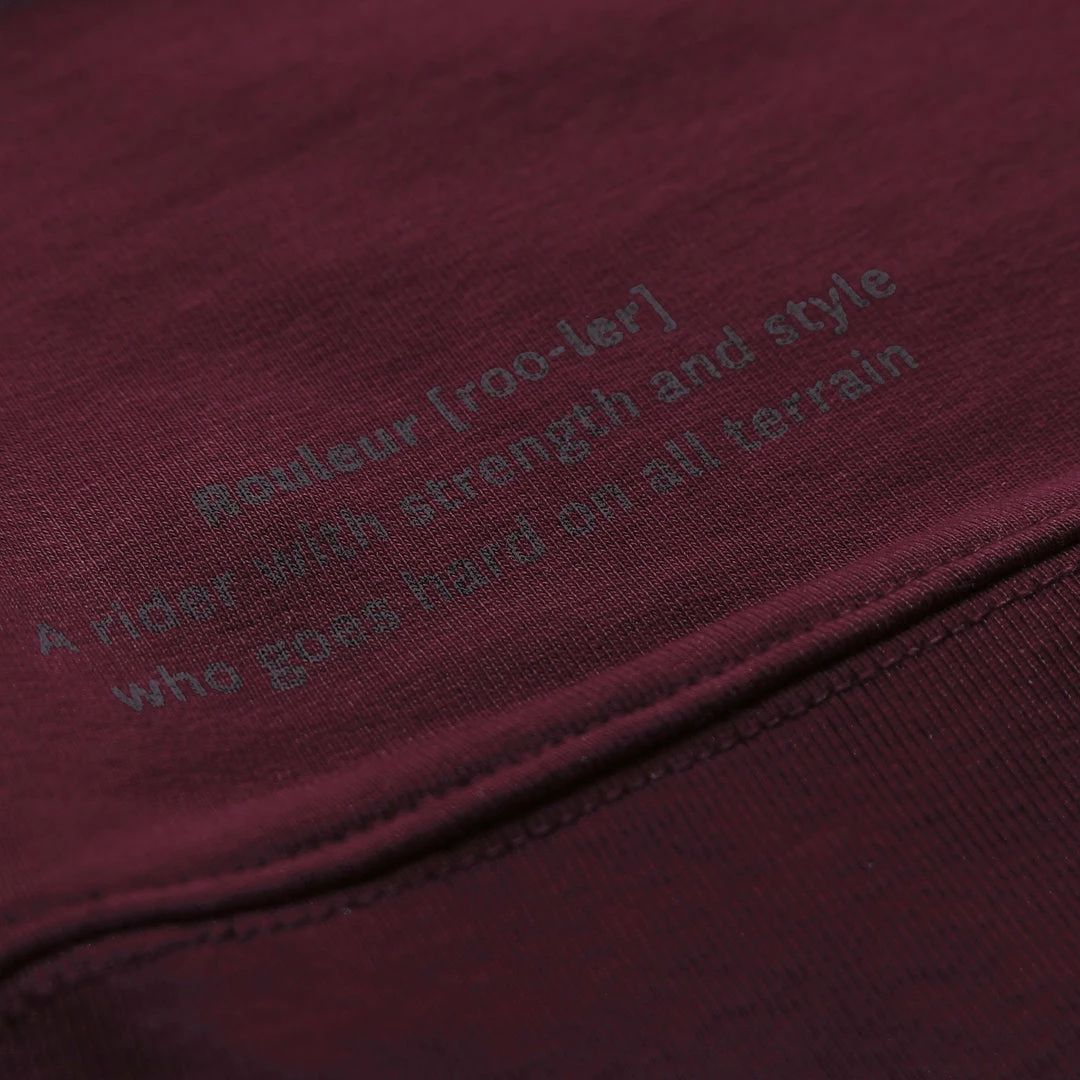 Rouleur [roo-ler]
A rider with strength and style
who goes hard on all terrain